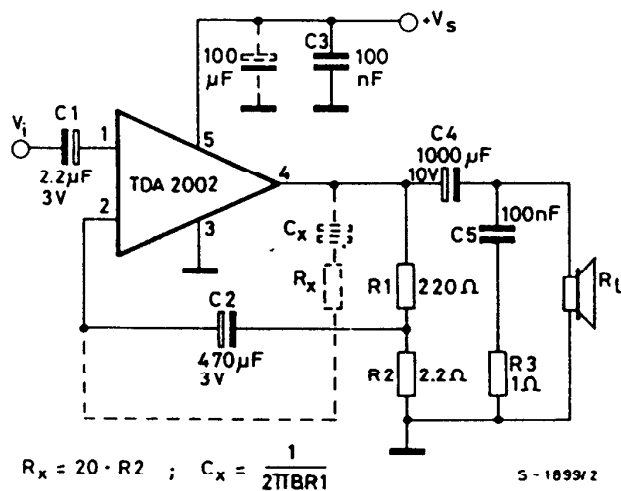 +Vs
100 µF
C3
100 nF
C1
Vi
1
5
2.2µF
3V
TDA 2002
4
2
3
C4
1000 µF
10V
100nF
C5
Cx
Rx
R1
220Ω
RL
C2
470µF
3V
R2
2.2Ω
R3
1Ω
Rx = 20 · R2 ; Cx = 1 / 2πBR1
S-1899/2